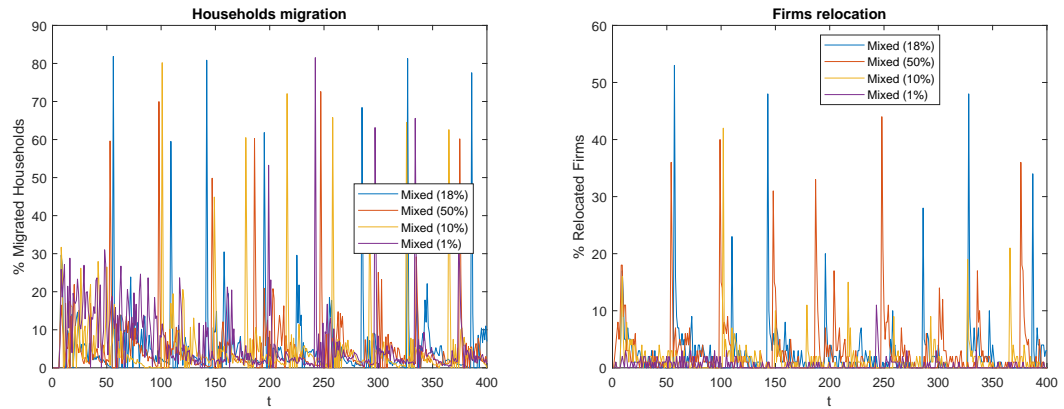 Households migration
% Migrated Households
90
80
70
60
50
40
30
20
10
0
0 50 100 150 200 250 300 350 400
t
Mixed (18%)
Mixed (50%)
Mixed (10%)
Mixed (1%)
Firms relocation
% Relocated Firms
60
50
40
30
20
10
0
0 50 100 150 200 250 300 350 400
t
Mixed (18%)
Mixed (50%)
Mixed (10%)
Mixed (1%)